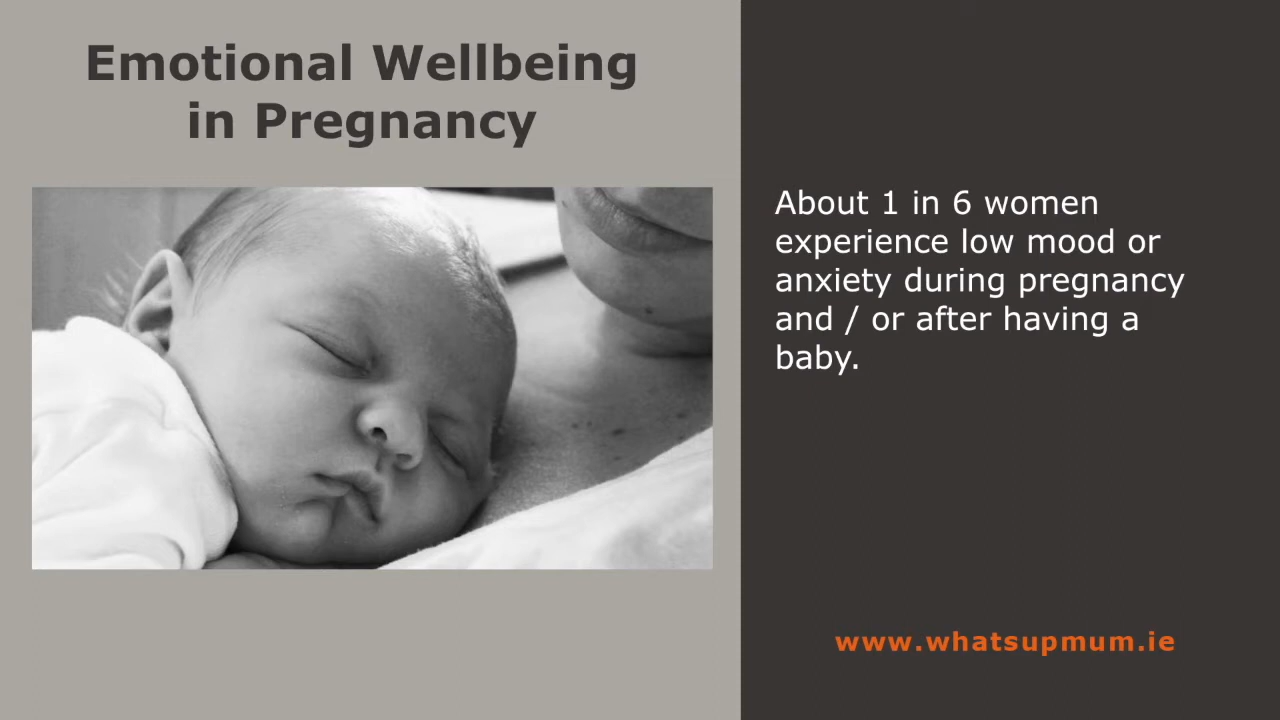 Emotional Wellbeing
in Pregnancy
About 1 in 6 women
experience low mood or
anxiety during pregnancy
and / or after having a
baby.
www.whatsupmum.ie